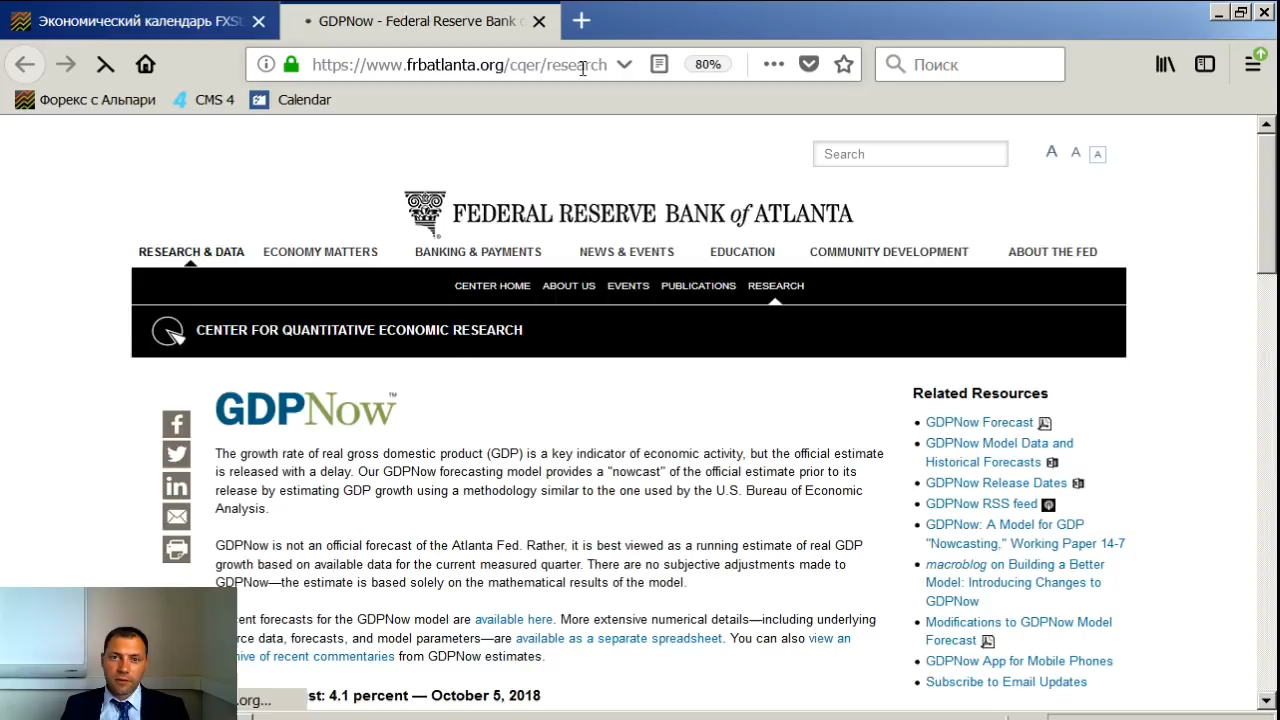 Экономический календарь FXSt
GDPNow - Federal Reserve Bank o
https://www.frbatlanta.org/cqer/research
80%
Поиск
Форекс с Альпари
CMS 4
Calendar
Search
A A A
FEDERAL RESERVE BANK of ATLANTA
RESEARCH & DATA ECONOMY MATTERS BANKING & PAYMENTS NEWS & EVENTS EDUCATION COMMUNITY DEVELOPMENT ABOUT THE FED
CENTER HOME ABOUT US EVENTS PUBLICATIONS RESEARCH
CENTER FOR QUANTITATIVE ECONOMIC RESEARCH
GDPNow™
The growth rate of real gross domestic product (GDP) is a key indicator of economic activity, but the official estimate
is released with a delay. Our GDPNow forecasting model provides a "nowcast" of the official estimate prior to its
release by estimating GDP growth using a methodology similar to the one used by the U.S. Bureau of Economic
Analysis.
GDPNow is not an official forecast of the Atlanta Fed. Rather, it is best viewed as a running estimate of real GDP
growth based on available data for the current measured quarter. There are no subjective adjustments made to
GDPNow—the estimate is based solely on the mathematical results of the model.
ent forecasts for the GDPNow model are available here. More extensive numerical details—including underlying
rce data, forecasts, and model parameters—are available as a separate spreadsheet. You can also view an
ive of recent commentaries from GDPNow estimates.
st: 4.1 percent — October 5, 2018
.org...
Related Resources
GDPNow Forecast
GDPNow Model Data and
Historical Forecasts
GDPNow Release Dates
GDPNow RSS feed
GDPNow: A Model for GDP
"Nowcasting," Working Paper 14-7
macroblog on Building a Better
Model: Introducing Changes to
GDPNow
Modifications to GDPNow Model
Forecast
GDPNow App for Mobile Phones
Subscribe to Email Updates